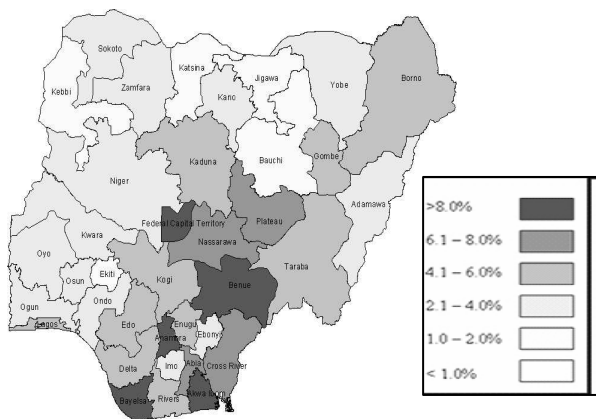 Sokoto
Katsina
Jigawa
Kebbi
Zamfara
Kano
Yobe
Borno
Kaduna
Bauchi
Gombe
Niger
Adamawa
Federal Capital Territory
Plateau
Kwara
Nassarawa
Oyo
Taraba
Ekiti
Kogi
Osun
Benue
Ogun
Ondo
Lagos
Edo
Enugu
Anambra
Ebony
Delta
Imo
Abia
Cross River
Bayelsa
Rivers
Akwa Ibom
>8.0%
6.1 – 8.0%
4.1 – 6.0%
2.1 – 4.0%
1.0 – 2.0%
< 1.0%